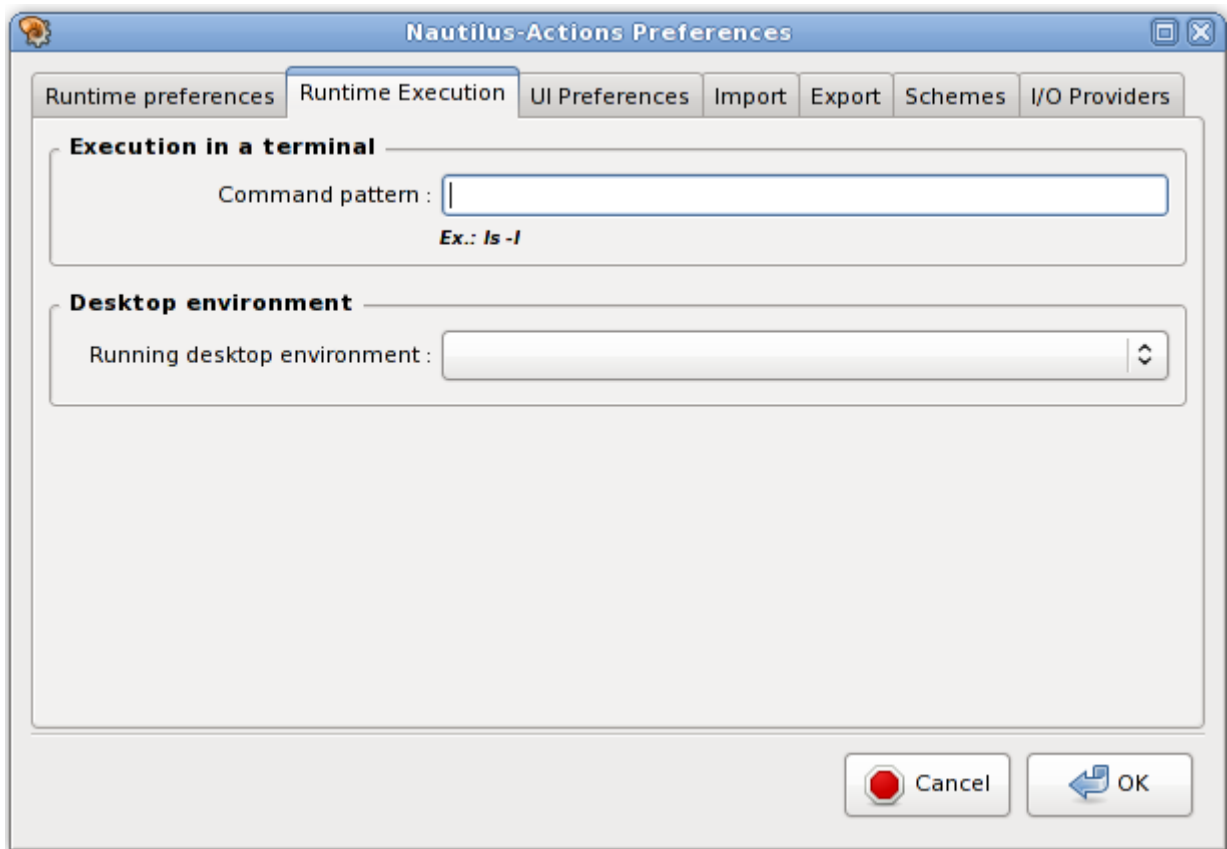 Nautilus-Actions Preferences
Runtime preferences Runtime Execution UI Preferences Import Export Schemes I/O Providers
Execution in a terminal
Command pattern :
Ex.: ls -l
Desktop environment
Running desktop environment :
Cancel OK